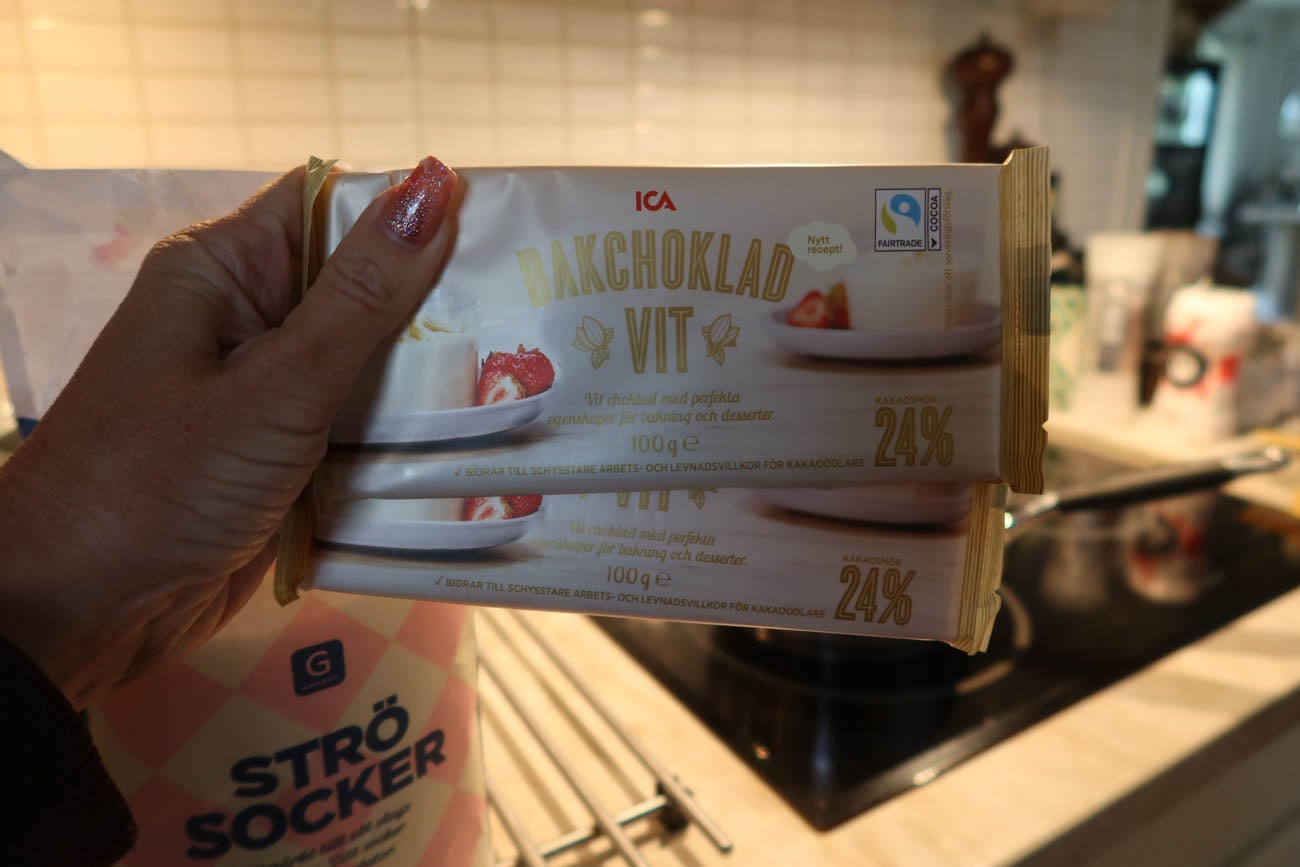 ICA
BAKCHOKLAD
VIT
Nytt
recept!
FAIRTRADE
COCOA
Vit choklad med perfekta
egenskaper för bakning och desserter.
100g℮
KAKAOSMÖR
24%
✓ BIDRAR TILL SCHYSSTARE ARBETS- OCH LEVNADSVILLKOR FÖR KAKAOODLARE
VIT
Vit choklad med perfekta
egenskaper för bakning och desserter.
100g℮
KAKAOSMÖR
24%
✓ BIDRAR TILL SCHYSSTARE ARBETS- OCH LEVNADSVILLKOR FÖR KAKAOODLARE
G
GARANT
STRÖ
SOCKER